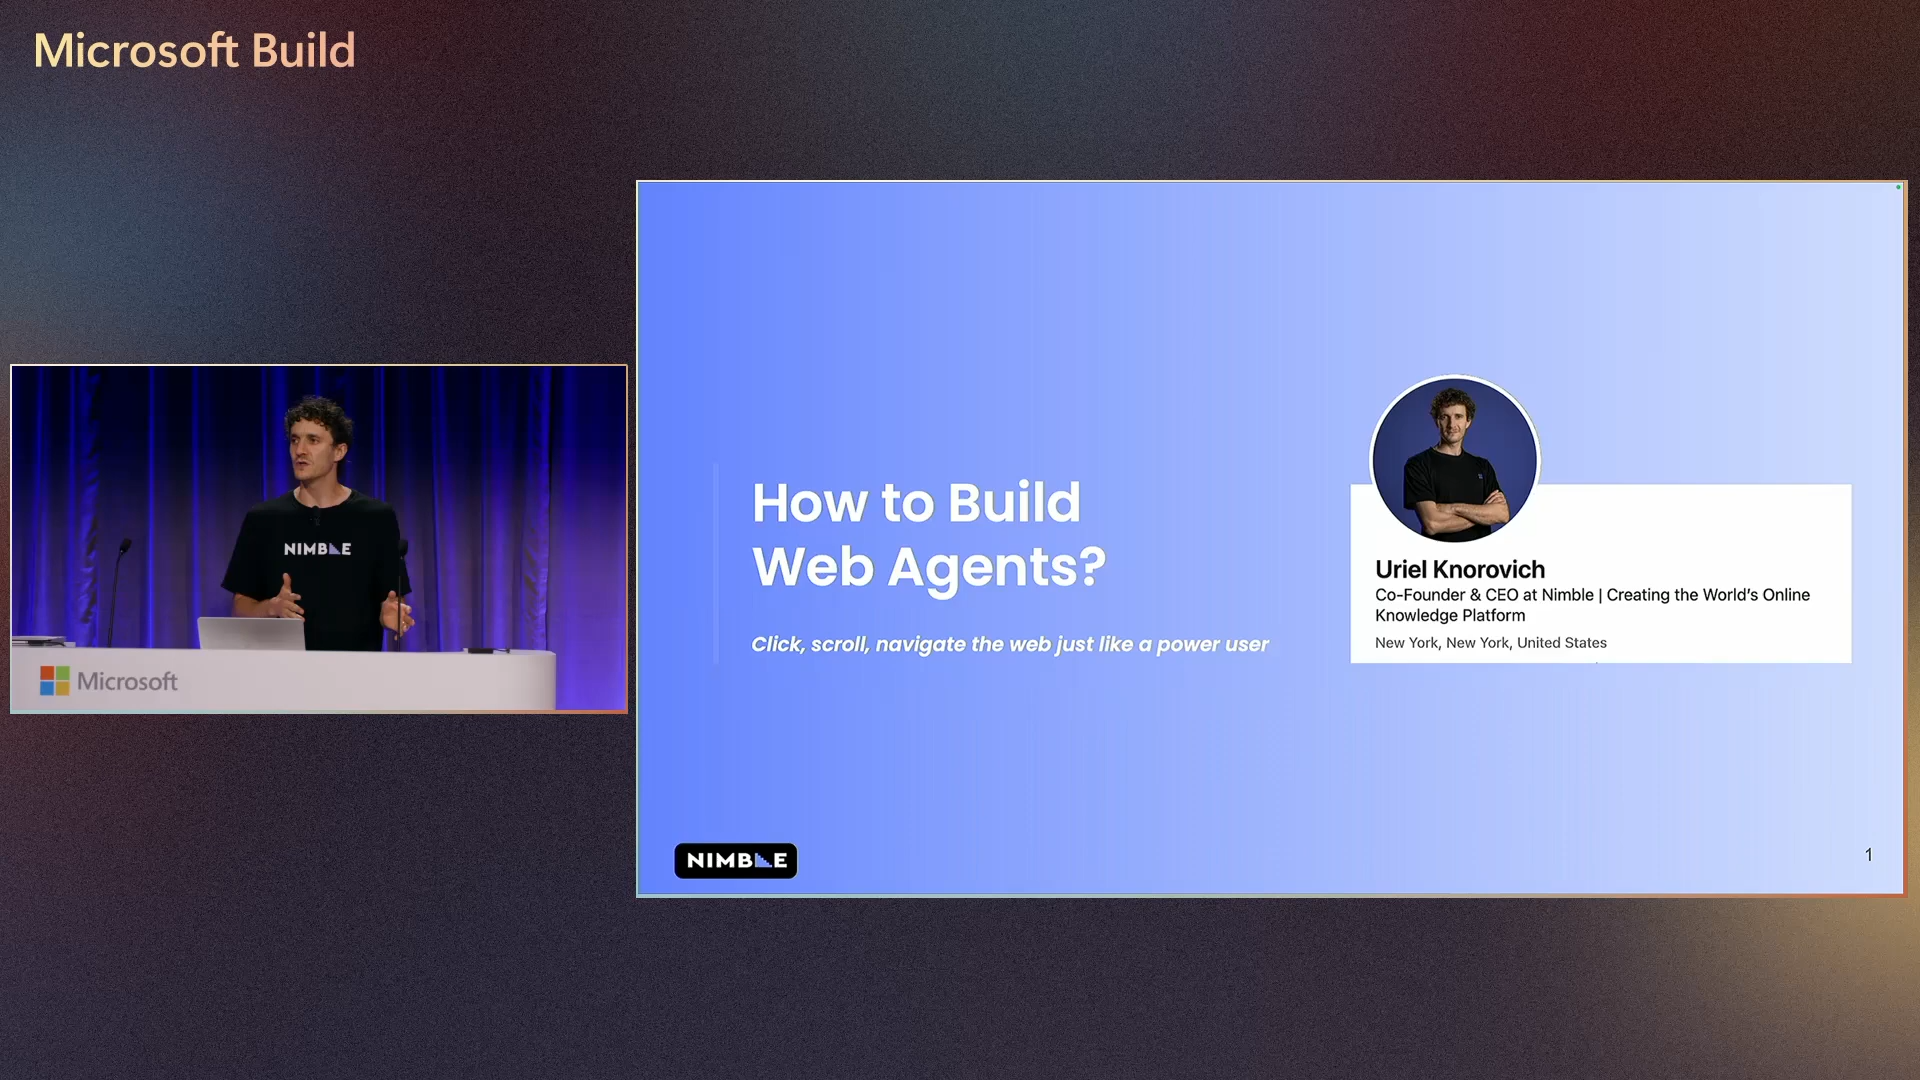 Microsoft Build
NIMBLE
Microsoft
How to Build
Web Agents?
Click, scroll, navigate the web just like a power user
Uriel Knorovich
Co-Founder & CEO at Nimble | Creating the World's Online
Knowledge Platform
New York, New York, United States
NIMBLE
1